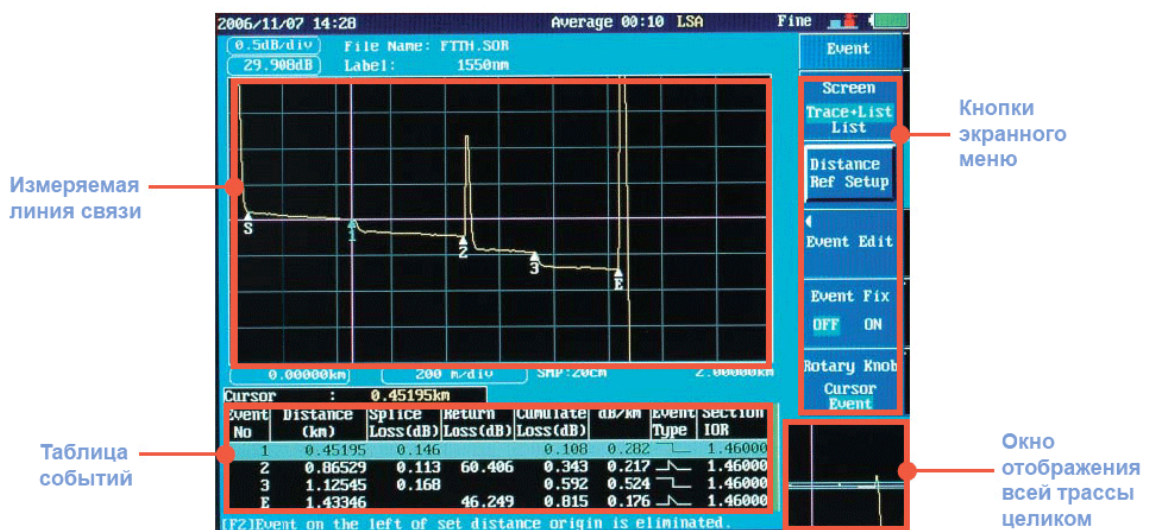 2006/11/07 14:28 Average 00:10 LSA Fine
0.5dB/div File Name: FTTH.SOR
29.908dB Label: 1550nm
Event
Screen
Trace+List
List
Distance
Ref Setup
Event Edit
Event Fix
OFF ON
Rotary Knob
Cursor
Event
Кнопки
экранного
меню
Измеряемая
линия связи
S
1
2
3
E
0.00000km 200 m/div SMP:20cm 2.00000km
Cursor : 0.45195km
Event Distance Splice Return Cumulate dB/km Event Section
No (km) Loss(dB) Loss(dB) Loss(dB) Type IOR
1 0.45195 0.146 0.108 0.282 1.46000
2 0.86529 0.113 60.406 0.343 0.217 1.46000
3 1.12545 0.168 0.592 0.524 1.46000
E 1.43346 46.249 0.815 0.176 1.46000
[F2]Event on the left of set distance origin is eliminated.
Таблица
событий
Окно
отображения
всей трассы
целиком